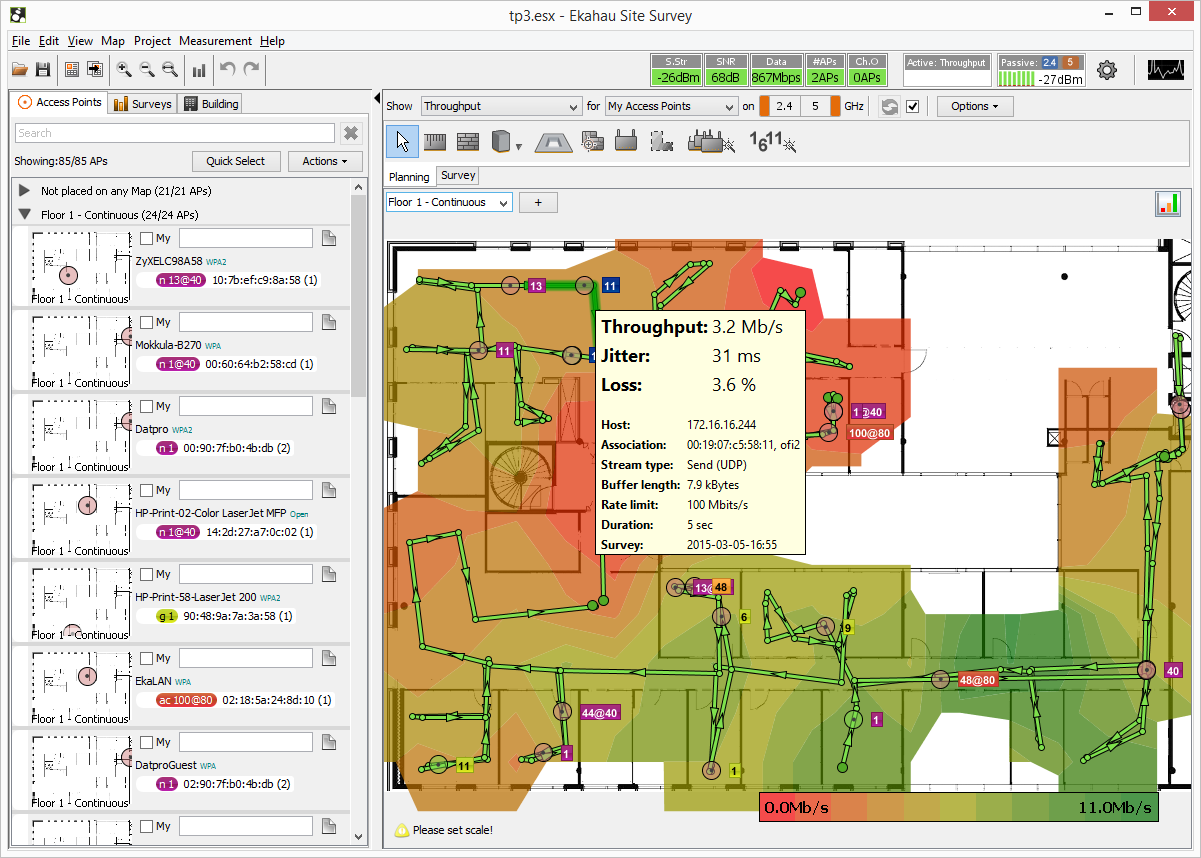 tp3.esx - Ekahau Site Survey
File Edit View Map Project Measurement Help
S.Str SNR Data #APs Ch.O Active: Throughput Passive: 2.4 5
-26dBm 68dB 867Mbps 2APs 0APs -27dBm
Access Points Surveys Building
Search
Showing:85/85 APs Quick Select Actions
Not placed on any Map (21/21 APs)
Floor 1 - Continuous (24/24 APs)
My
ZyXELC98A58 WPA2
n 13@40 10:7b:ef:c9:8a:58 (1)
Floor 1 - Continuous
My
Mokkula-B270 WPA
n 1@40 00:60:64:b2:58:cd (1)
Floor 1 - Continuous
My
Datpro WPA2
n 1 00:90:7f:b0:4b:db (2)
Floor 1 - Continuous
My
HP-Print-02-Color LaserJet MFP Open
n 1@40 14:2d:27:a7:0c:02 (1)
Floor 1 - Continuous
My
HP-Print-58-LaserJet 200 WPA2
g 1 90:48:9a:7a:3a:58 (1)
Floor 1 - Continuous
My
EkaLAN WPA
ac 100@80 02:18:5a:24:8d:10 (1)
Floor 1 - Continuous
My
DatproGuest WPA
n 1 02:90:7f:b0:4b:db (2)
Floor 1 - Continuous
My
Show Throughput for My Access Points on 2.4 5 GHz Options
1611
Planning Survey
Floor 1 - Continuous +
13
11
11
Throughput: 3.2 Mb/s
Jitter: 31 ms
Loss: 3.6 %
Host: 172.16.16.244
Association: 00:19:07:c5:58:11, ofi2
Stream type: Send (UDP)
Buffer length: 7.9 kBytes
Rate limit: 100 Mbits/s
Duration: 5 sec
Survey: 2015-03-05-16:55
1@40
100@80
13@ 48
6
9
40
48@80
44@40
1
1
11
1
0.0Mb/s 11.0Mb/s
Please set scale!